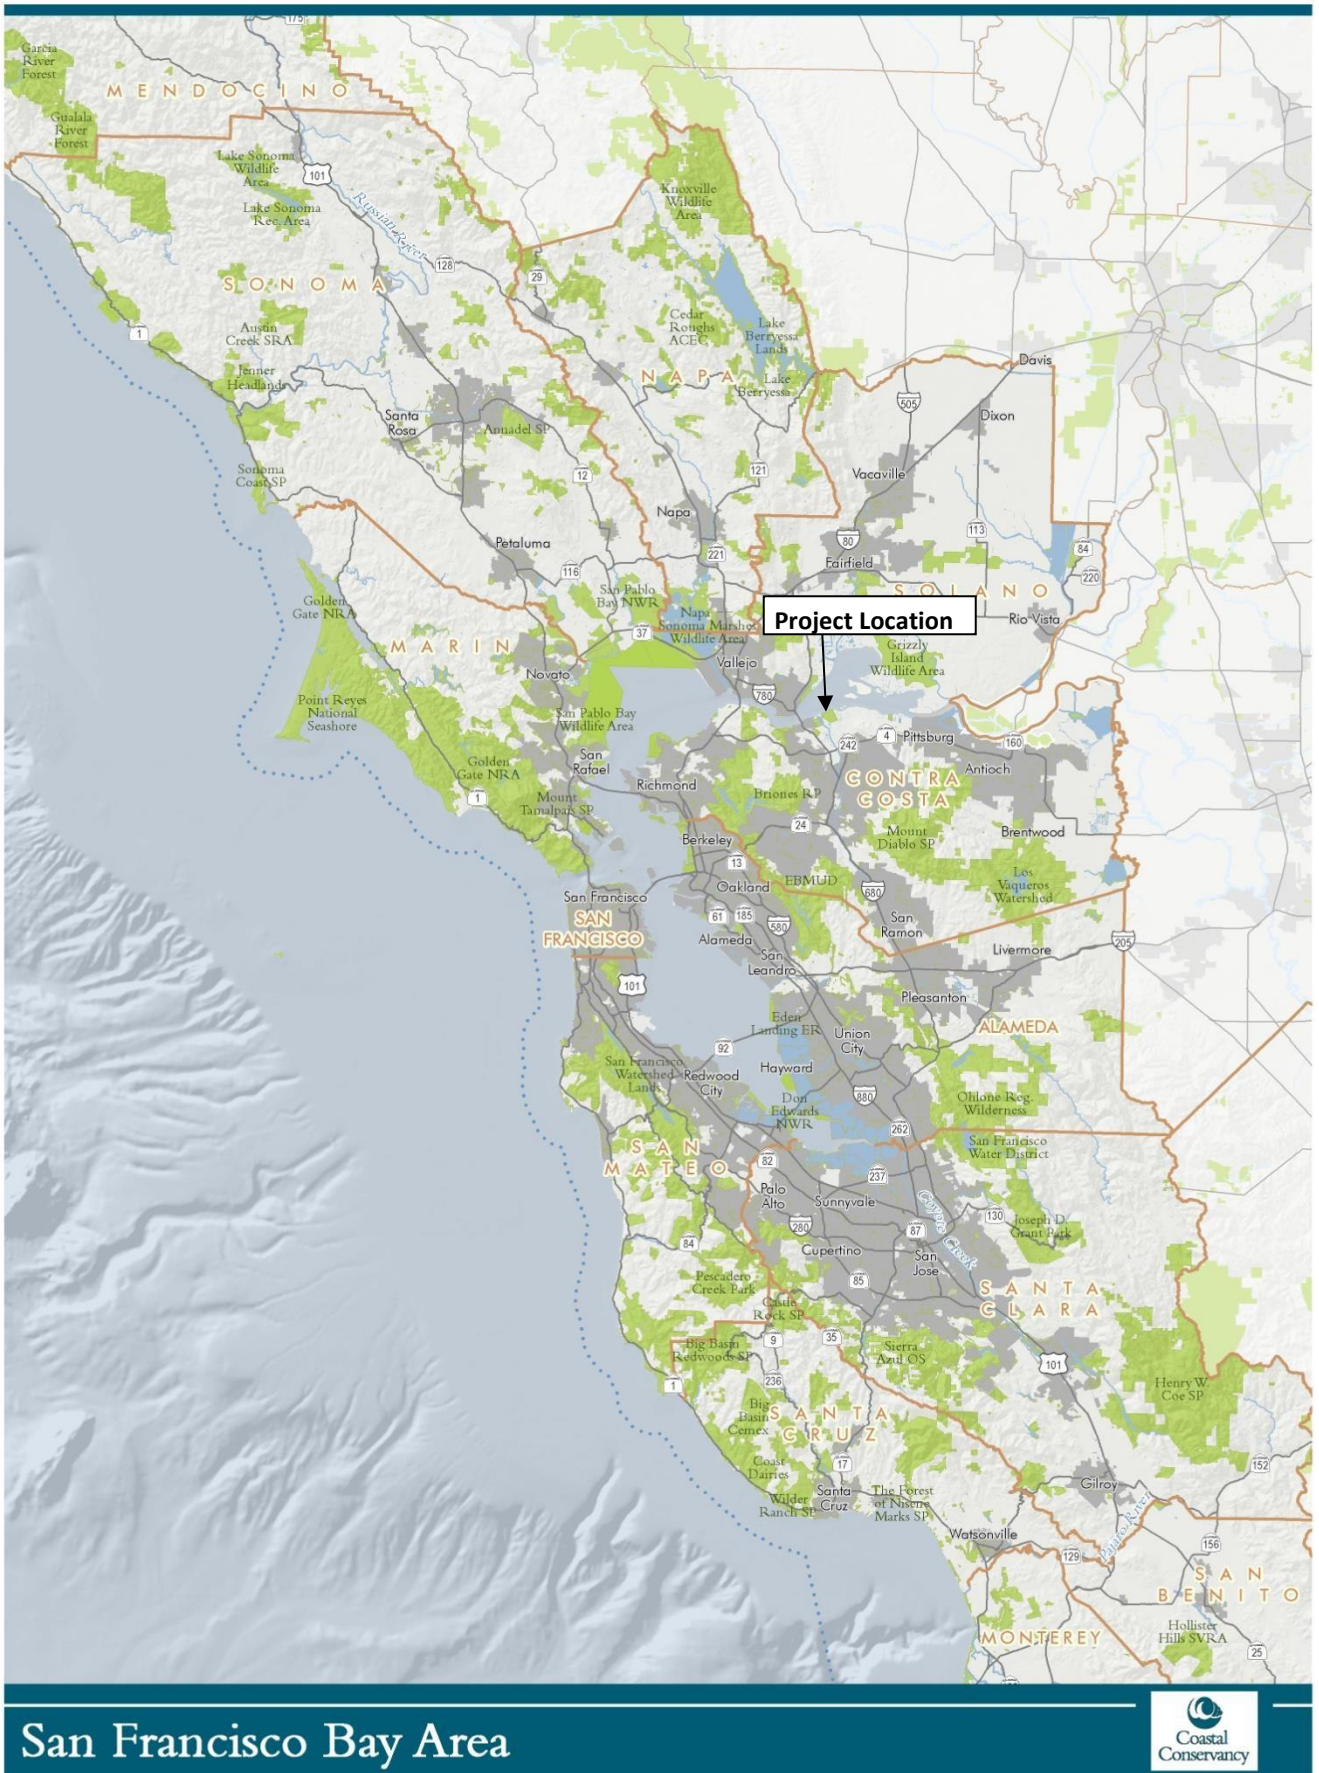 175
Garcia
River
Forest
MENDOCINO
Gualala
River
Forest
Lake Sonoma
Wildlife
Area
101
Lake Sonoma
Rec. Area
Russian River
Knoxville
Wildlife
Area
128
29
SONOMA
1
Austin
Creek SRA
Cedar
Roughs
ACEC
Lake
Berryessa
Lands
Jenner
Headlands
NAPA
Lake
Berryessa
Davis
505
Dixon
Santa
Rosa
Annadel SP
Sonoma
Coast SP
12
121
Vacaville
Napa
113
Petaluma
80
221
84
Fairfield
116
220
San Pablo
Bay NWR
SOLANO
Golden
Gate NRA
Napa
Sonoma Marshes
Wildlife Area
Project Location
Rio Vista
37
MARIN
Grizzly
Island
Wildlife Area
Novato
Vallejo
780
Point Reyes
National
Seashore
San Pablo Bay
Wildlife Area
242
4
Pittsburg
160
San
Rafael
Golden
Gate NRA
Antioch
Richmond
CONTRA
COSTA
Briones RP
1
Mount
Tamalpais SP
24
Mount
Diablo SP
Brentwood
Berkeley
13
EBMUD
Oakland
Los
Vaqueros
Watershed
680
San Francisco
SAN
FRANCISCO
61
185
580
San
Ramon
Alameda
205
Livermore
San
Leandro
101
Pleasanton
Eden
Landing ER
Union
City
ALAMEDA
92
San Francisco
Watershed
Lands
Redwood
City
Hayward
880
Don
Edwards
NWR
Ohlone Reg.
Wilderness
262
San Francisco
Water District
SAN
MATEO
82
237
Palo
Alto
Sunnyvale
Coyote Creek
130
Joseph D.
Grant Park
280
87
84
Cupertino
San
Jose
85
Pescadero
Creek Park
SANTA
CLARA
Castle
Rock SP
9
35
Big Basin
Redwoods SP
Sierra
Azul OS
101
1
236
Henry W.
Coe SP
Big
Basin
Cemex
SANTA
CRUZ
17
152
Coast
Dairies
Gilroy
Santa
Cruz
Wilder
Ranch SP
The Forest
of Nisene
Marks SP
Pajaro River
Watsonville
156
129
SAN
BENITO
MONTEREY
Hollister
Hills SVRA
25
San Francisco Bay Area
Coastal
Conservancy